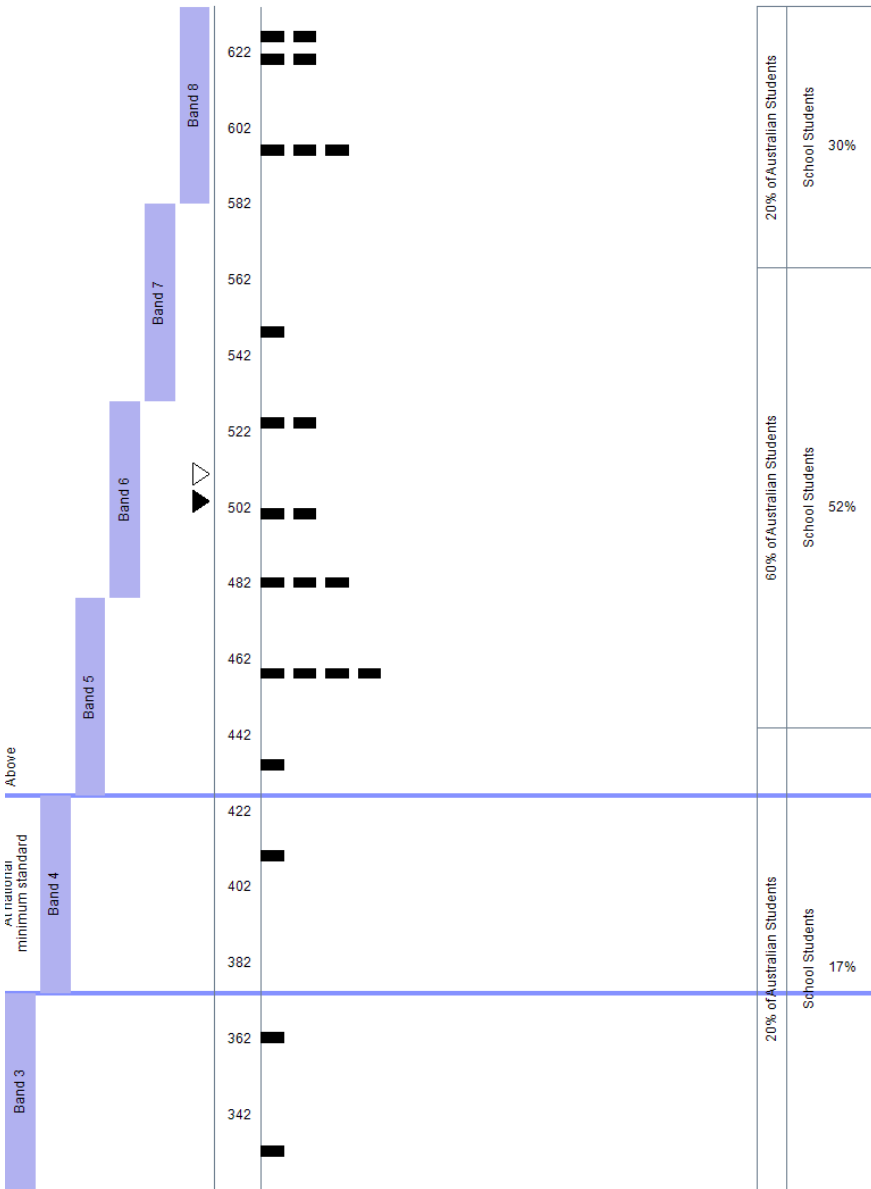 Band 8
Band 7
Band 6
Band 5
Band 4
Band 3
Above
minimum standard
622
602
582
562
542
522
502
482
462
442
422
402
382
362
342
20% of Australian Students
School Students
30%
60% of Australian Students
School Students
52%
20% of Australian Students
School Students
17%